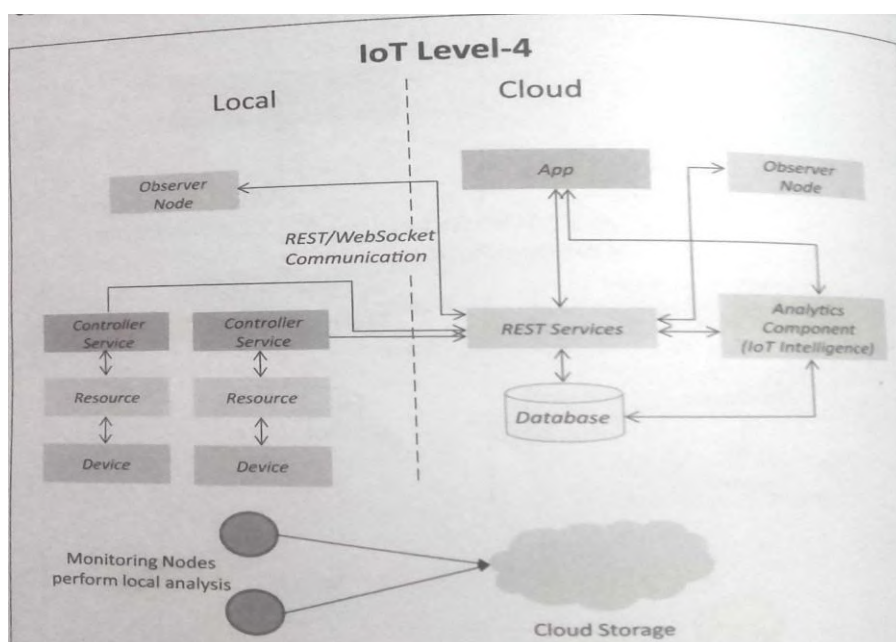 IoT Level-4
Local
Cloud
Observer
Node
App
Observer
Node
REST/WebSocket
Communication
Controller
Service
Controller
Service
REST Services
Analytics
Component
(IoT Intelligence)
Resource
Resource
Database
Device
Device
Monitoring Nodes
perform local analysis
Cloud Storage